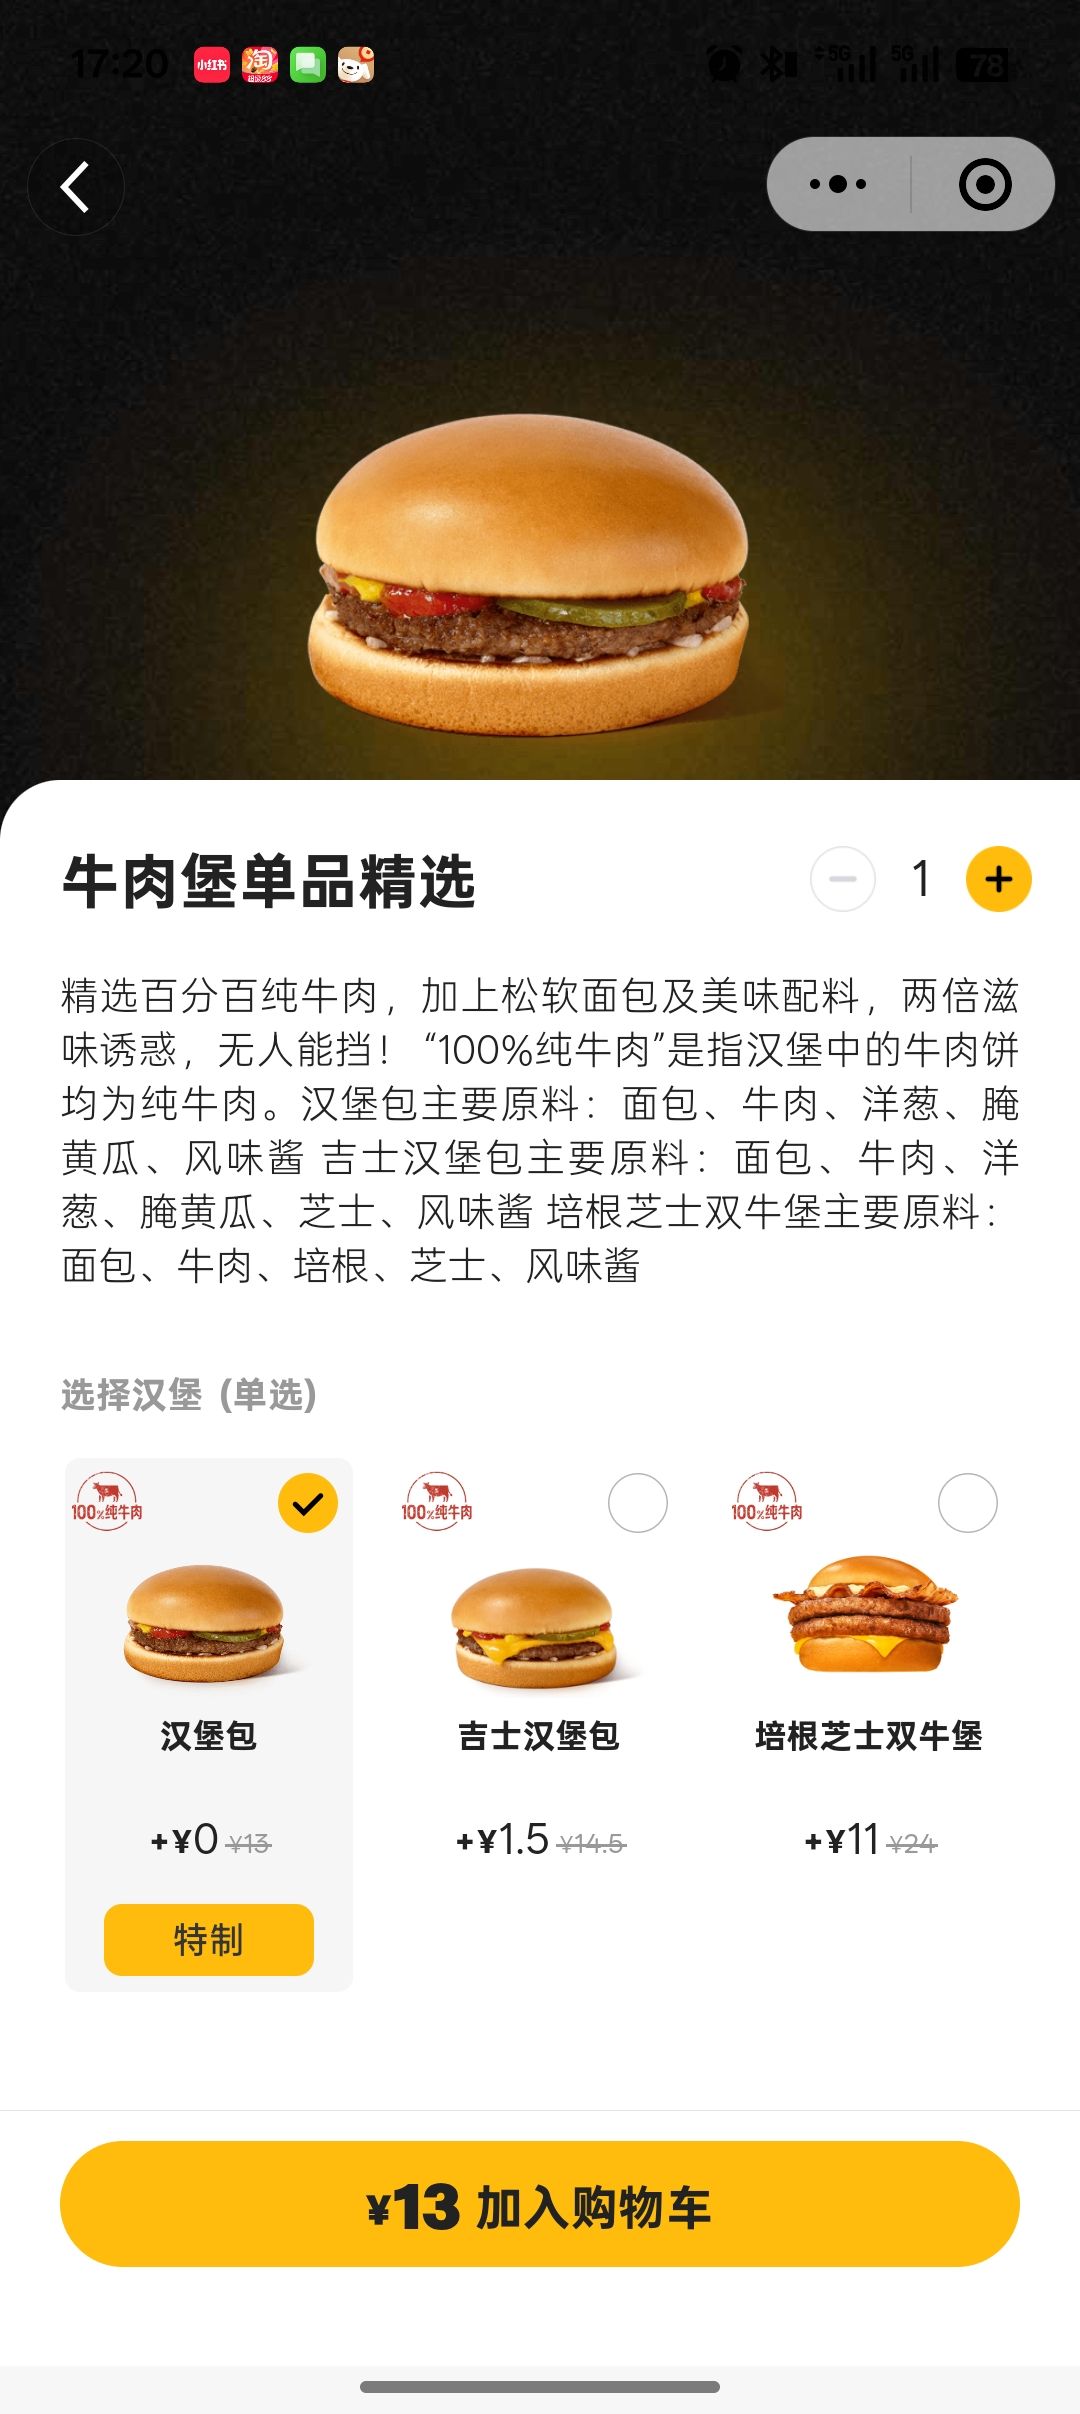 17:20 小红书 淘 5G 5G 78
牛肉堡单品精选 1
精选百分百纯牛肉，加上松软面包及美味配料，两倍滋
味诱惑，无人能挡！“100%纯牛肉”是指汉堡中的牛肉饼
均为纯牛肉。汉堡包主要原料：面包、牛肉、洋葱、腌
黄瓜、风味酱 吉士汉堡包主要原料：面包、牛肉、洋
葱、腌黄瓜、芝士、风味酱 培根芝士双牛堡主要原料：
面包、牛肉、培根、芝士、风味酱
选择汉堡 (单选)
100%纯牛肉 100%纯牛肉 100%纯牛肉
汉堡包 吉士汉堡包 培根芝士双牛堡
+¥0 ¥13 +¥1.5 ¥14.5 +¥11 ¥24
特制
¥13 加入购物车